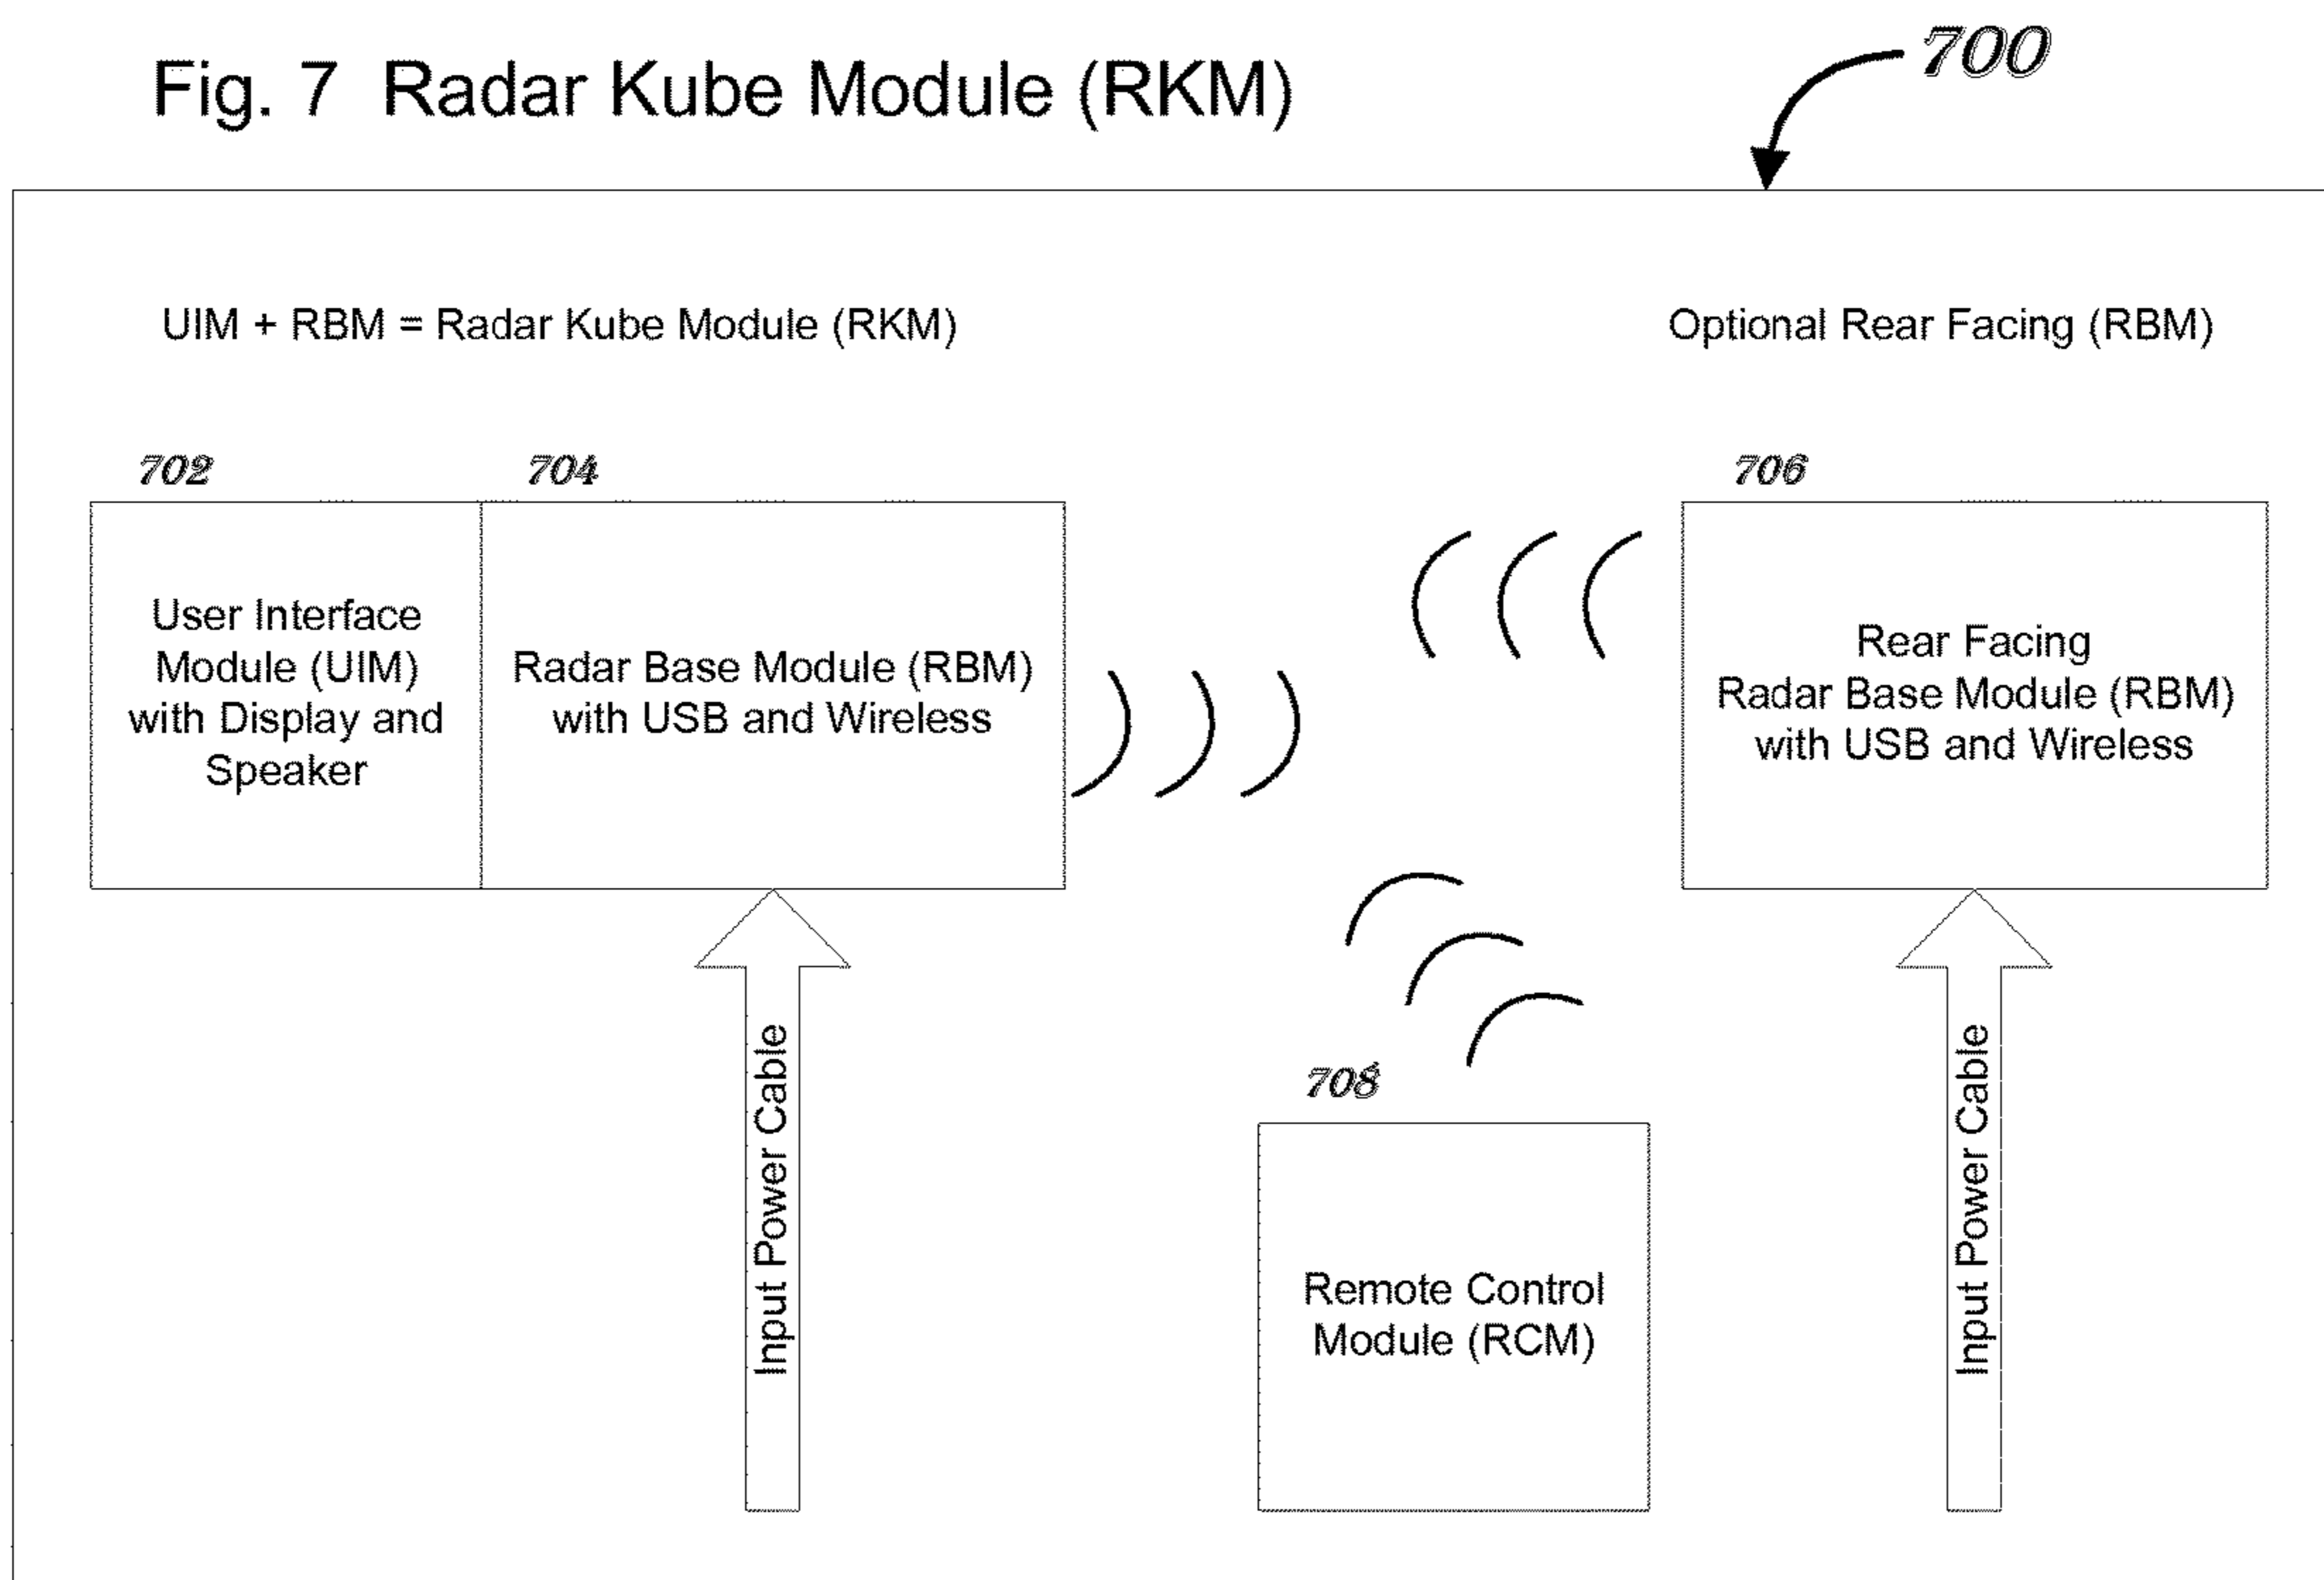 Fig. 7 Radar Kube Module (RKM)
700
UIM + RBM = Radar Kube Module (RKM)
Optional Rear Facing (RBM)
702
704
706
User Interface
Module (UIM)
with Display and
Speaker
Radar Base Module (RBM)
with USB and Wireless
Rear Facing
Radar Base Module (RBM)
with USB and Wireless
Input Power Cable
708
Remote Control
Module (RCM)
Input Power Cable